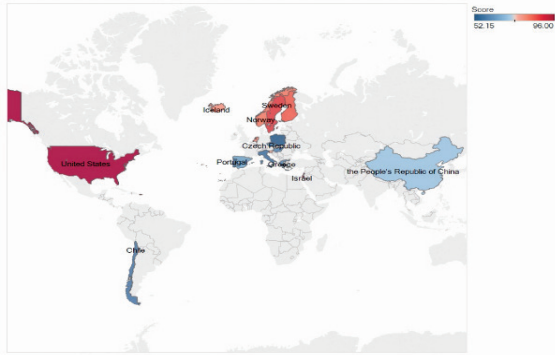 Score
52.15 96.00
Iceland
Sweden
Norway
Czech Republic
United States
Portugal
Greece
the People's Republic of China
Israel
Chile